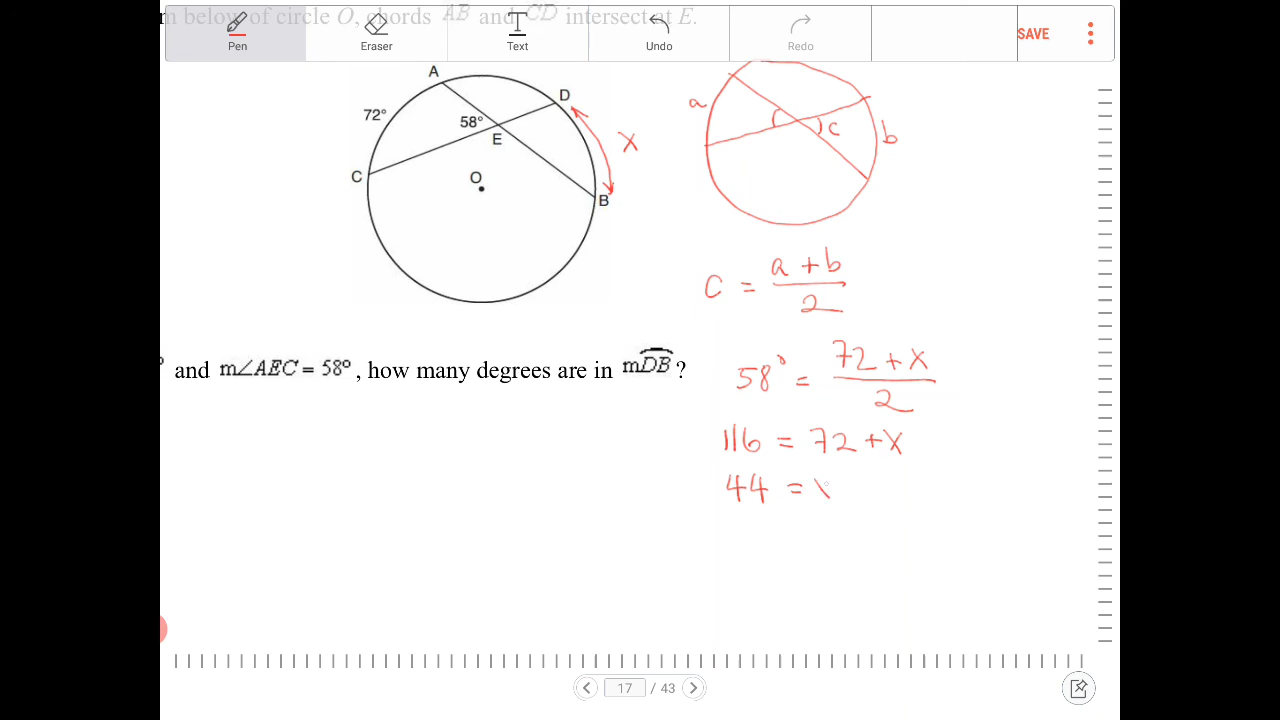 m below of circle O, chords AB and CD intersect at E.
Pen
Eraser
Text
Undo
Redo
SAVE
A
D
72°
58°
E
C
O
B
X
a
c
b
C = a + b / 2
° and m∠AEC = 58°, how many degrees are in mDB?
58° = 72 + X / 2
116 = 72 + X
44 =
17 / 43